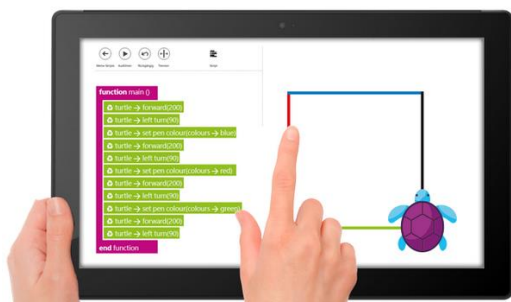 function main ()
turtle → forward(200)
turtle → left turn(90)
turtle → set pen colour(colours → blue)
turtle → forward(200)
turtle → left turn(90)
turtle → set pen colour(colours → red)
turtle → forward(200)
turtle → left turn(90)
turtle → set pen colour(colours → green)
turtle → forward(200)
turtle → left turn(90)
end function